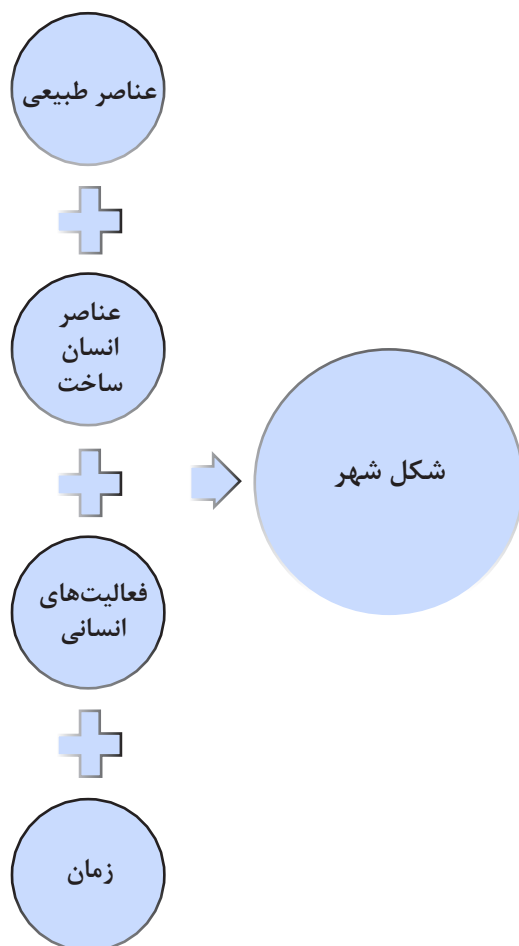 عناصر طبیعی
عناصر
انسان
ساخت
فعالیت‌های
انسانی
زمان
شکل شهر